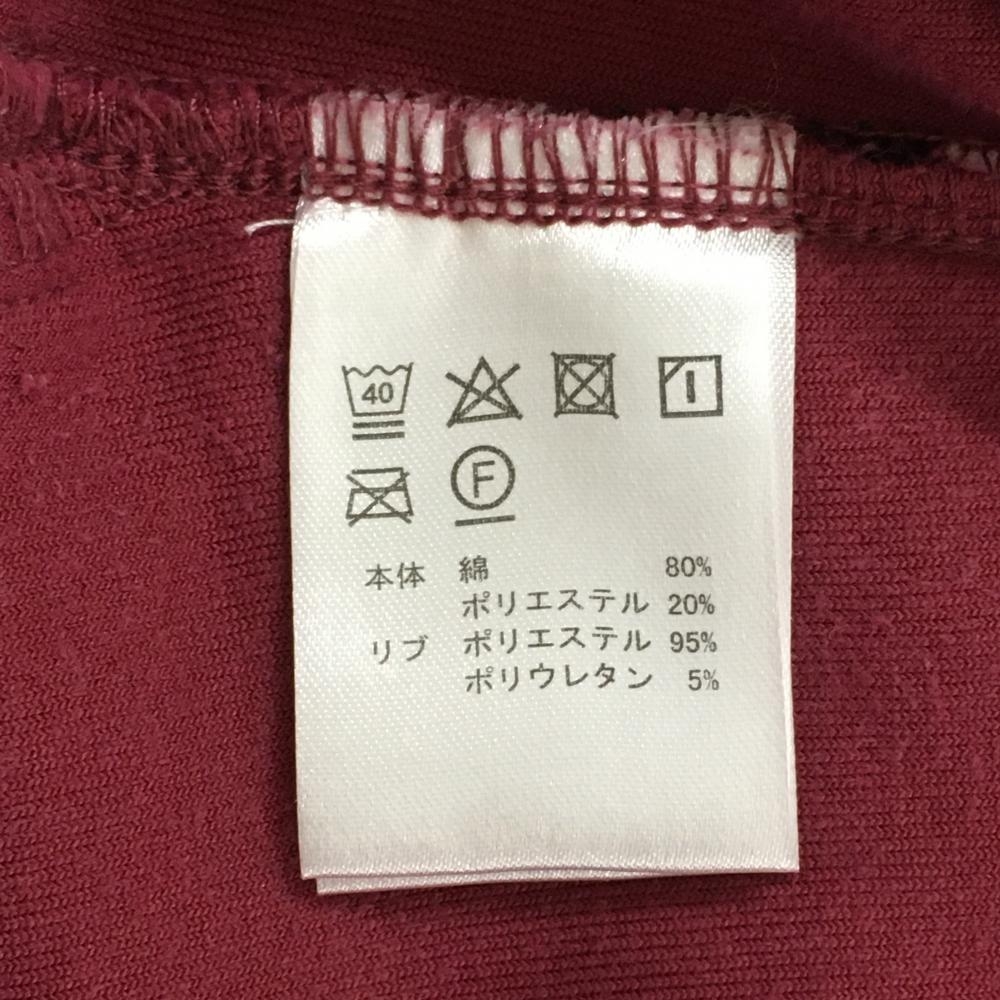 40
F
本体 綿 80%
ポリエステル 20%
リブ ポリエステル 95%
ポリウレタン 5%